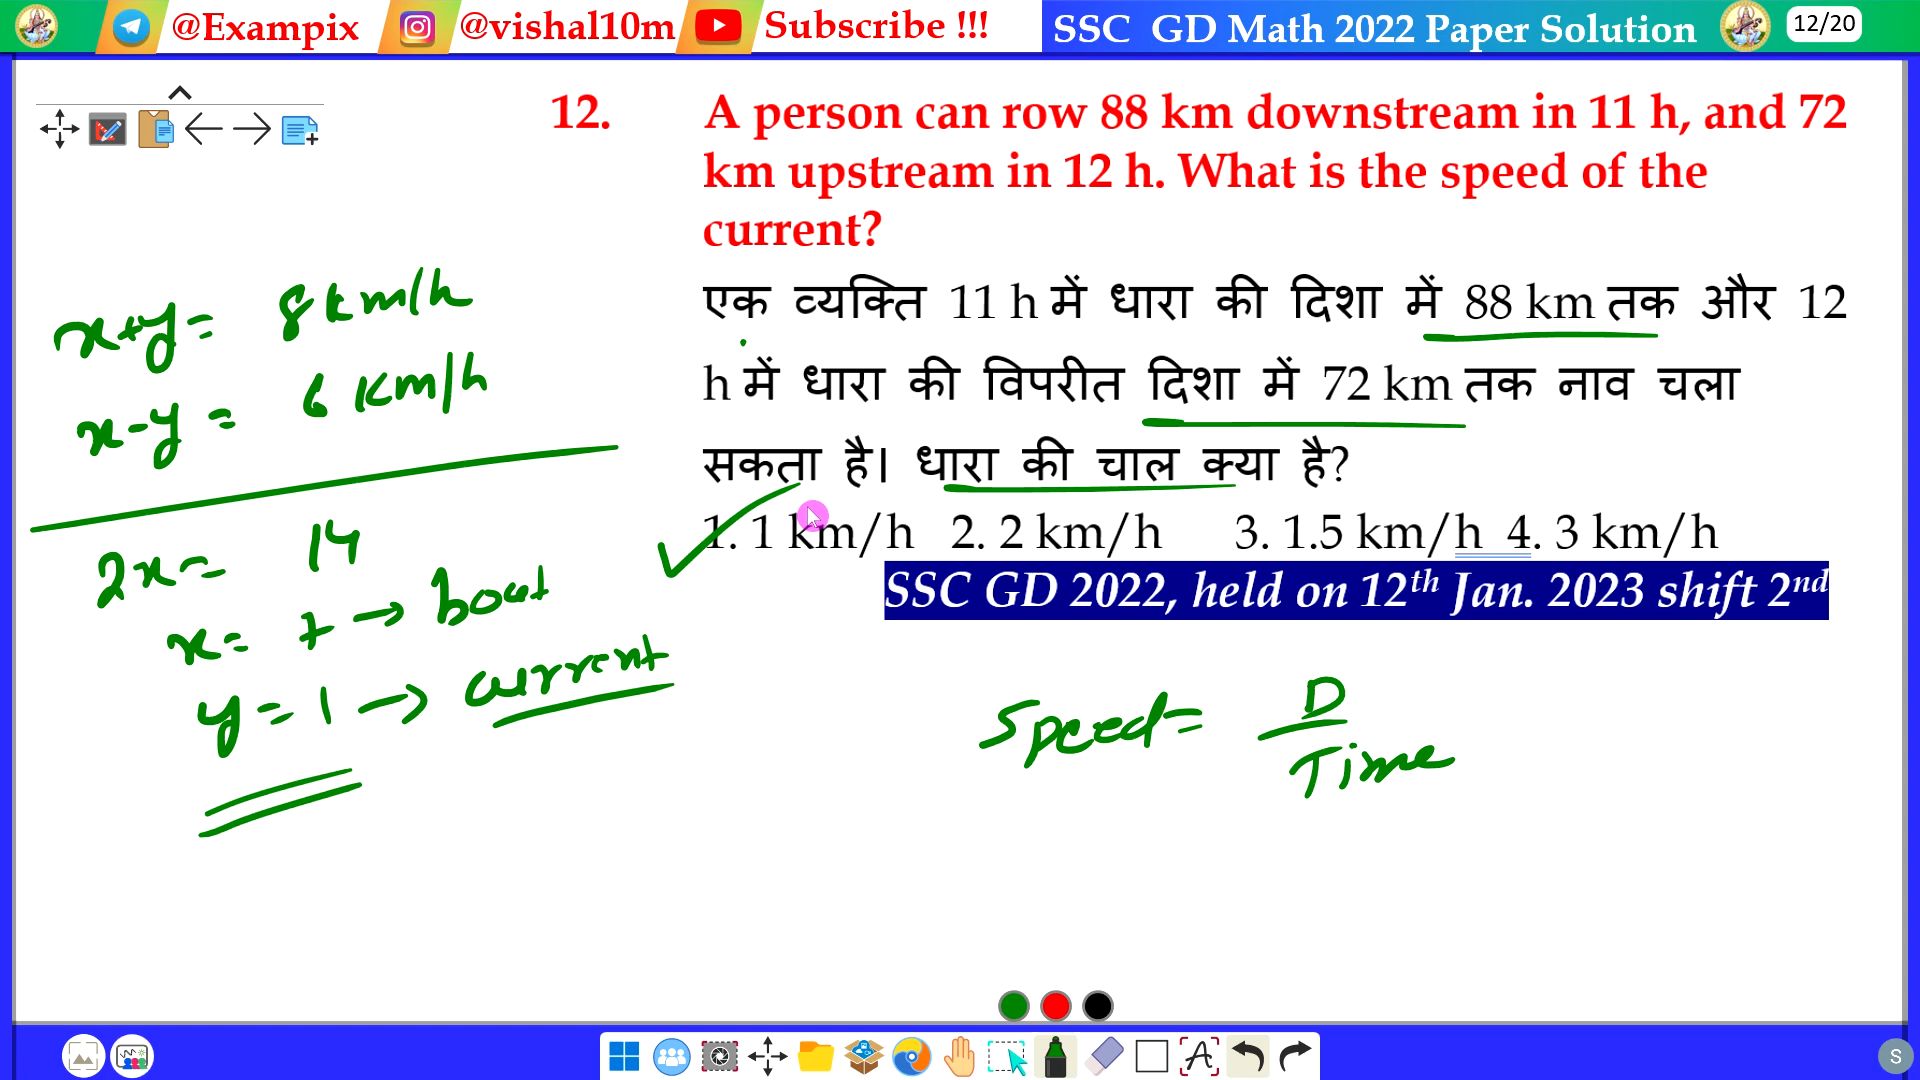 @Exampix @vishal10m Subscribe !!! SSC GD Math 2022 Paper Solution 12/20
12. A person can row 88 km downstream in 11 h, and 72
km upstream in 12 h. What is the speed of the
current?
एक व्यक्ति 11 h में धारा की दिशा में 88 km तक और 12
h में धारा की विपरीत दिशा में 72 km तक नाव चला
सकता है। धारा की चाल क्या है?
1. 1 km/h 2. 2 km/h 3. 1.5 km/h 4. 3 km/h
SSC GD 2022, held on 12th Jan. 2023 shift 2nd
x+y= 8km/h
x-y= 6 km/h
2x= 14
x= 7 → boat
y=1 → current
Speed= D
Time
S